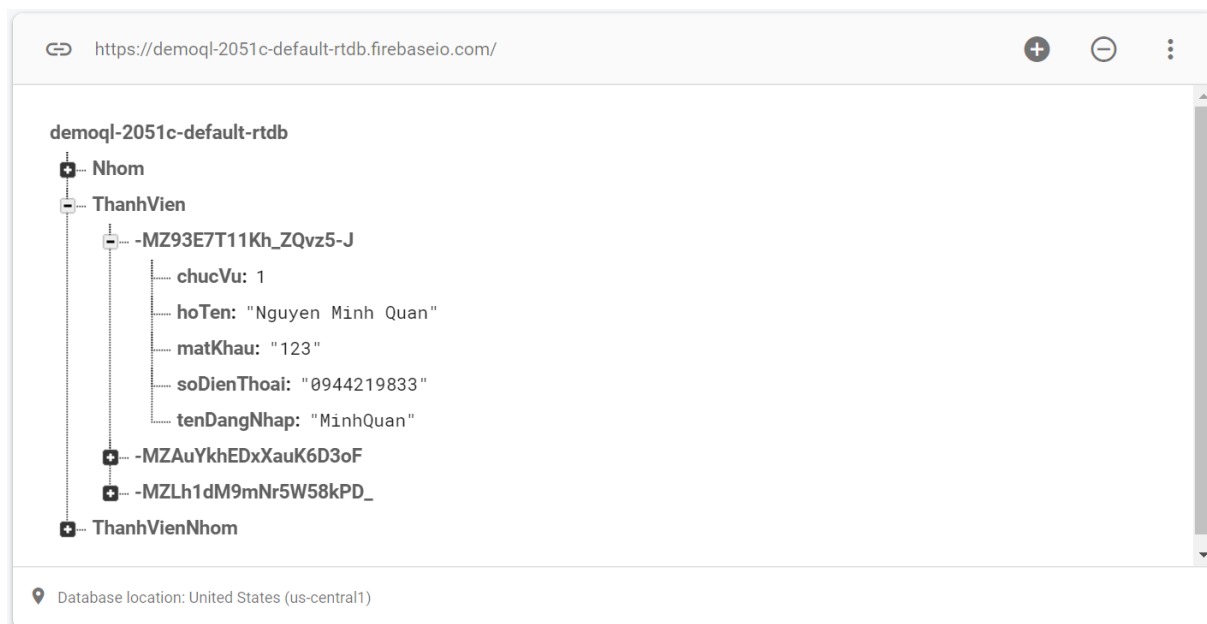 https://demoql-2051c-default-rtdb.firebaseio.com/
demoql-2051c-default-rtdb
Nhom
ThanhVien
-MZ93E7T11Kh_ZQvz5-J
chucVu: 1
hoTen: "Nguyen Minh Quan"
matKhau: "123"
soDienThoai: "0944219833"
tenDangNhap: "MinhQuan"
-MZAuYkhEDxXauK6D3oF
-MZLh1dM9mNr5W58kPD_
ThanhVienNhom
Database location: United States (us-central1)